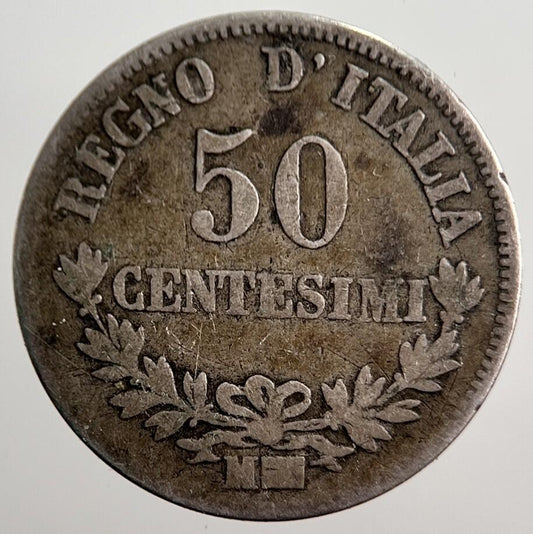 REGNO D'ITALIA
50
CENTESIMI
M